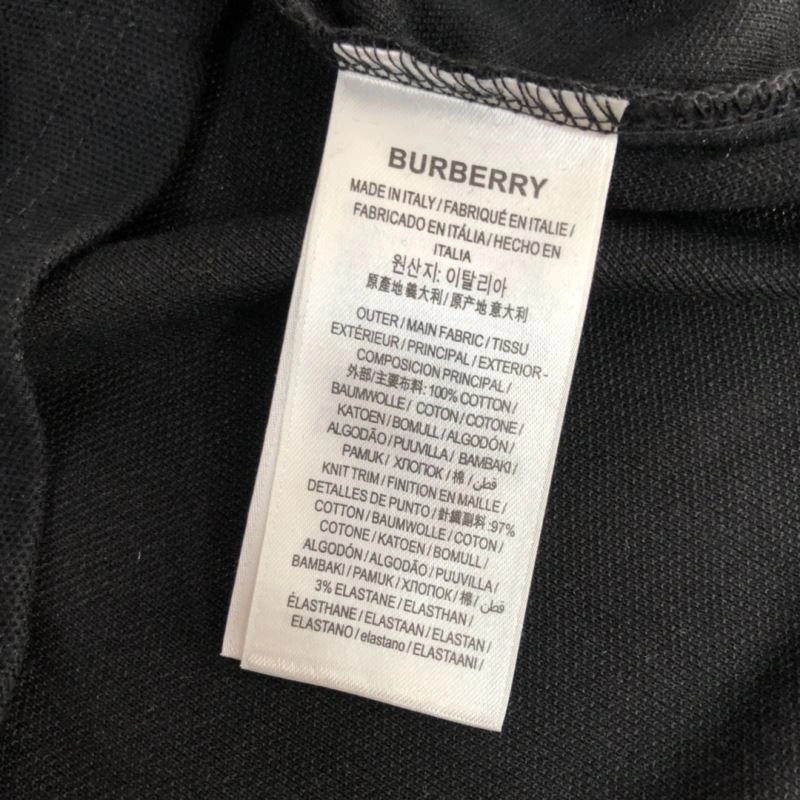 BURBERRY
MADE IN ITALY / FABRIQUÉ EN ITALIE /
FABRICADO EN ITÁLIA / HECHO EN
ITALIA
원산지: 이탈리아
原產地 義大利 / 原产地 意大利
OUTER / MAIN FABRIC / TISSU
EXTÉRIEUR / PRINCIPAL / EXTERIOR-
COMPOSICION PRINCIPAL /
外部/主要布料: 100% COTTON /
BAUMWOLLE / COTON / COTONE /
KATOEN / BOMULL / ALGODÓN /
ALGODÃO / PUUVILLA / BAMBAKI /
PAMUK / ХЛОПОК / 棉 / قطن /
KNIT TRIM / FINITION EN MAILLE /
DETALLES DE PUNTO / 針織副料 :97%
COTTON / BAUMWOLLE / COTON /
COTONE / KATOEN / BOMULL /
ALGODÓN / ALGODÃO / PUUVILLA /
BAMBAKI / PAMUK / ХЛОПОК / 棉 / قطن /
3% ELASTANE / ELASTHAN /
ÉLASTHANE / ELASTAAN / ELASTAN /
ELASTANO / elastano / ELASTAANI /